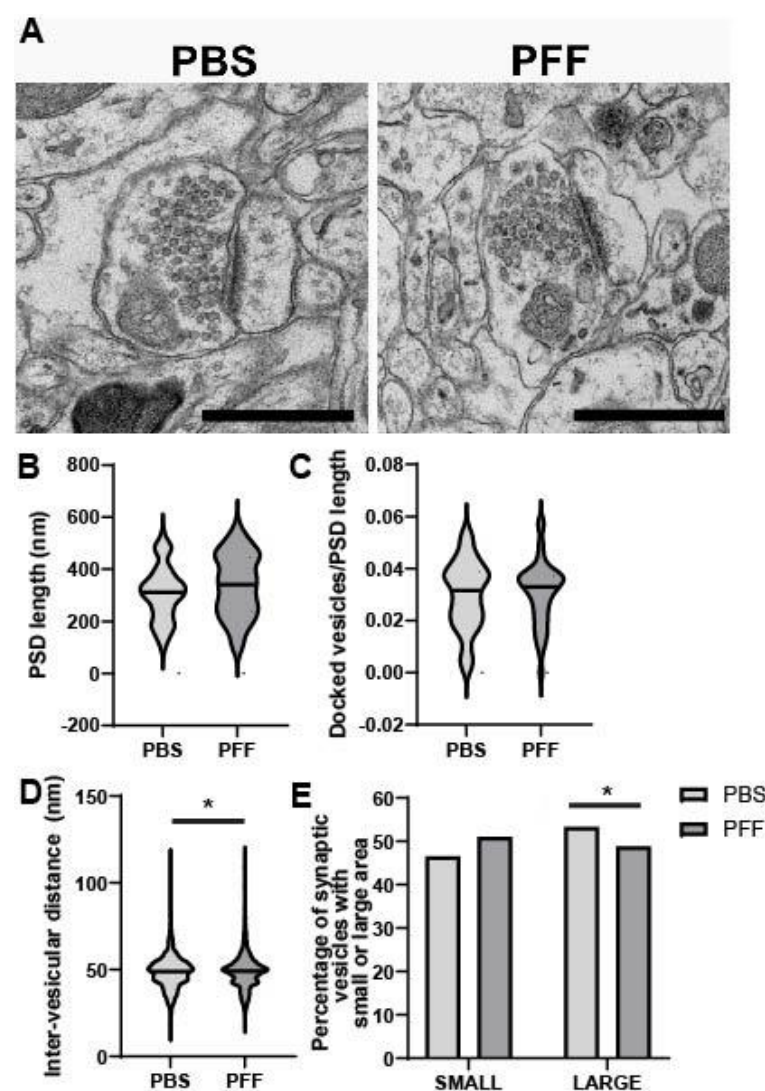 A
PBS
PFF
B
PSD length (nm)
800
600
400
200
0
-200
PBS
PFF
C
Docked vesicles/PSD length
0.08
0.06
0.04
0.02
0.00
-0.02
PBS
PFF
D
Inter-vesicular distance (nm)
150
100
50
0
*
PBS
PFF
E
Percentage of synaptic
vesicles with
small or large area
60
50
40
30
20
10
0
*
SMALL
LARGE
PBS
PFF